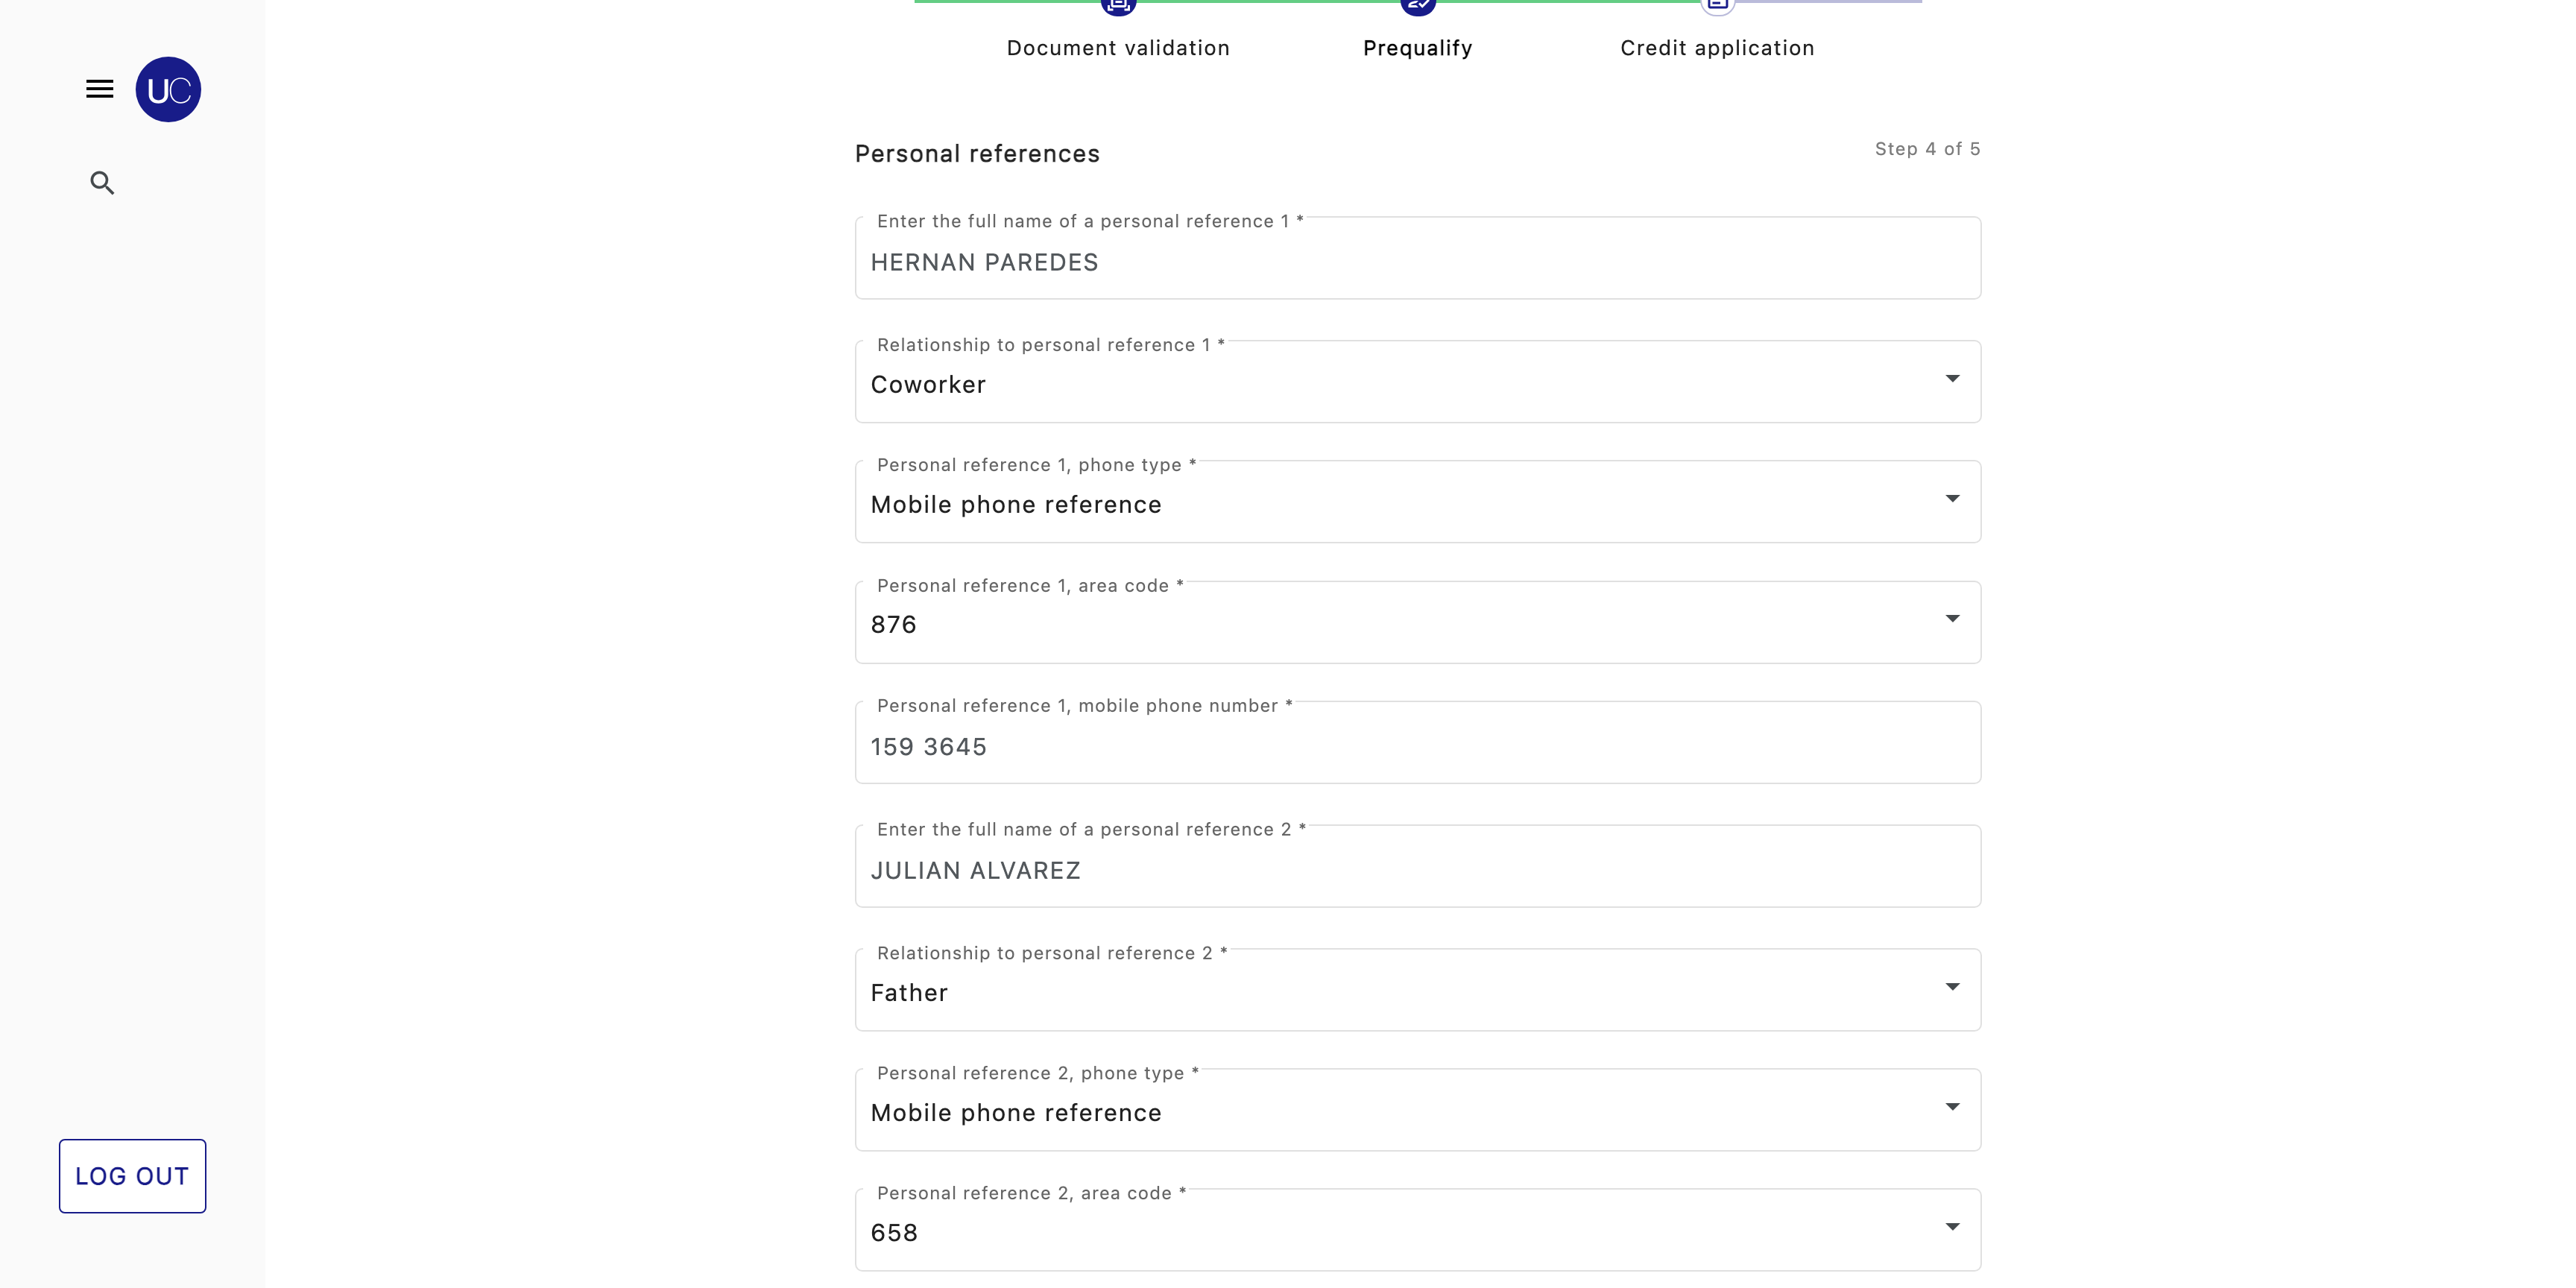 Document validation
Prequalify
Credit application
UC
Personal references
Step 4 of 5
Enter the full name of a personal reference 1 *
HERNAN PAREDES
Relationship to personal reference 1 *
Coworker
Personal reference 1, phone type *
Mobile phone reference
Personal reference 1, area code *
876
Personal reference 1, mobile phone number *
159 3645
Enter the full name of a personal reference 2 *
JULIAN ALVAREZ
Relationship to personal reference 2 *
Father
Personal reference 2, phone type *
Mobile phone reference
Personal reference 2, area code *
658
LOG OUT